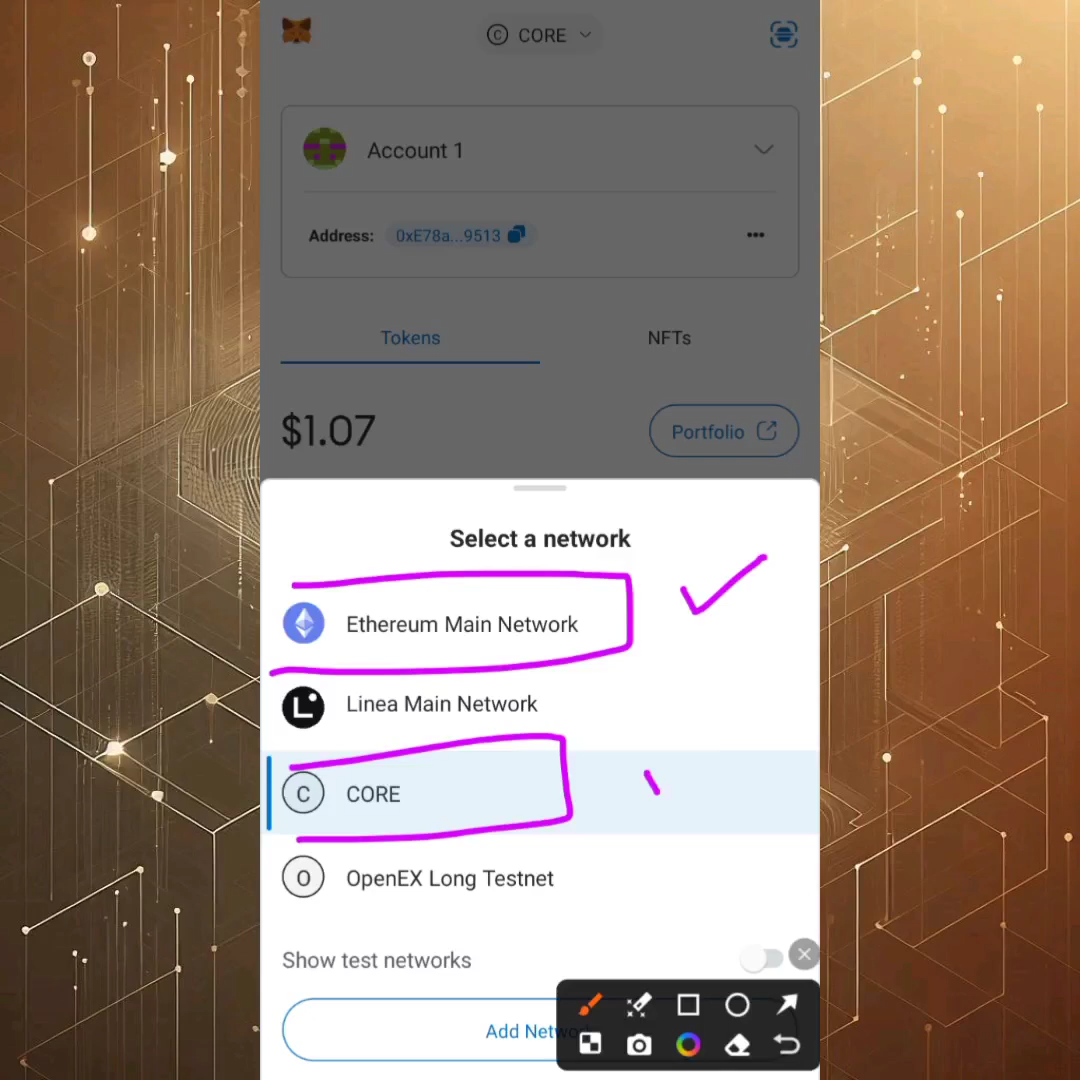 CORE
Account 1
Address: 0xE78a...9513
Tokens NFTs
$1.07 Portfolio
Select a network
Ethereum Main Network
Linea Main Network
C CORE
O OpenEX Long Testnet
Show test networks
Add